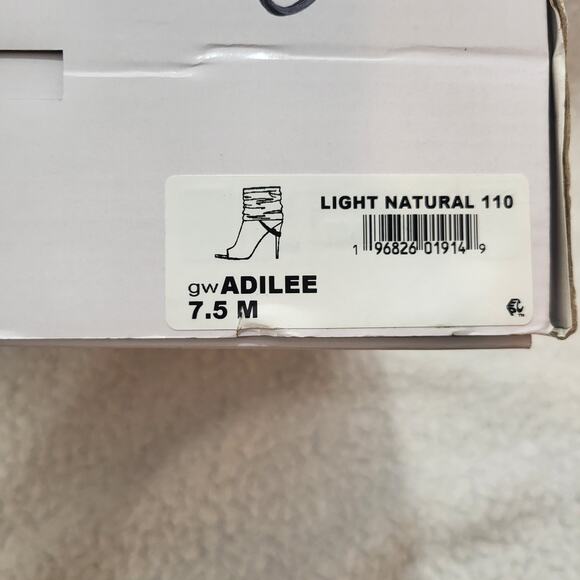 LIGHT NATURAL 110
1 96826 01914 9
gwADILEE
7.5 M